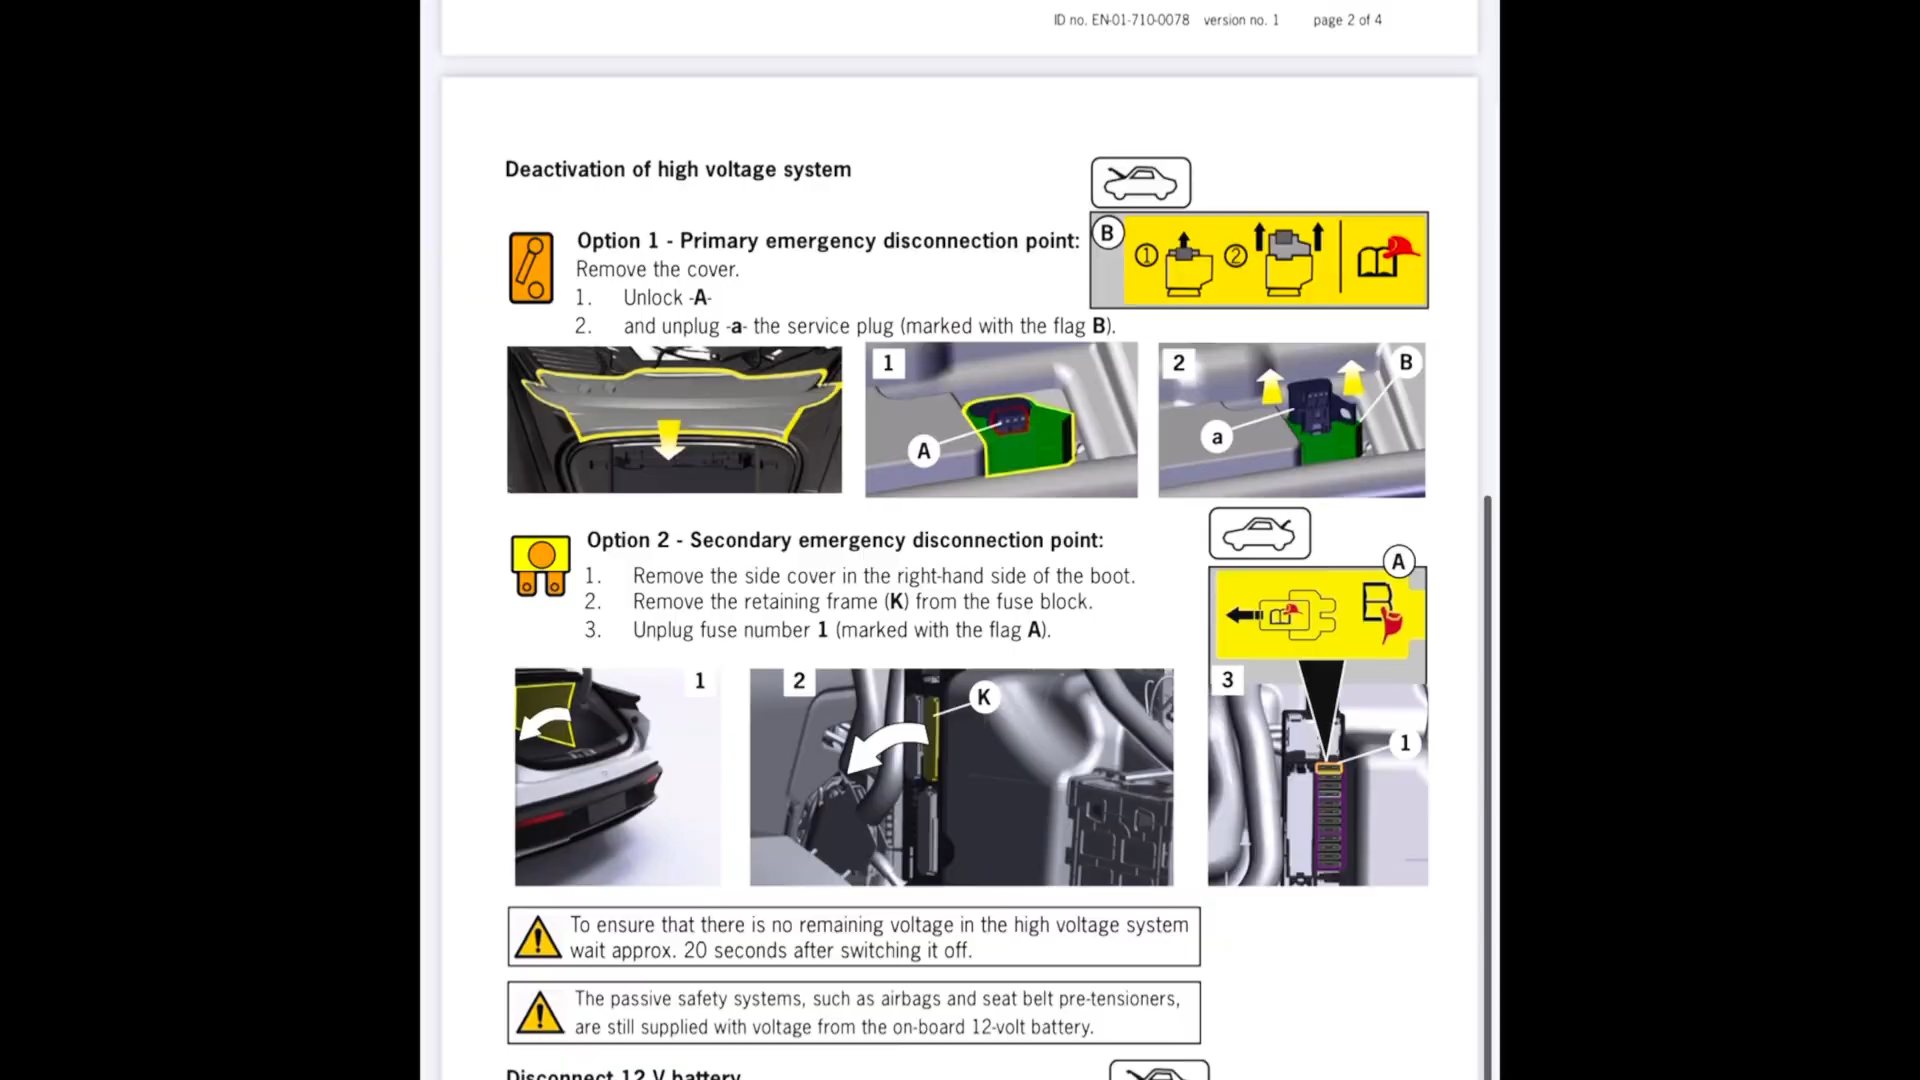 ID no. EN-01-710-0078 version no. 1 page 2 of 4
Deactivation of high voltage system
Option 1 - Primary emergency disconnection point:
Remove the cover.
1. Unlock -A-
2. and unplug -a- the service plug (marked with the flag B).
B
1 2
1
A
2
B
a
Option 2 - Secondary emergency disconnection point:
1. Remove the side cover in the right-hand side of the boot.
2. Remove the retaining frame (K) from the fuse block.
3. Unplug fuse number 1 (marked with the flag A).
A
1
2
K
3
1
To ensure that there is no remaining voltage in the high voltage system
wait approx. 20 seconds after switching it off.
The passive safety systems, such as airbags and seat belt pre-tensioners,
are still supplied with voltage from the on-board 12-volt battery.
Disconnect 12 V battery